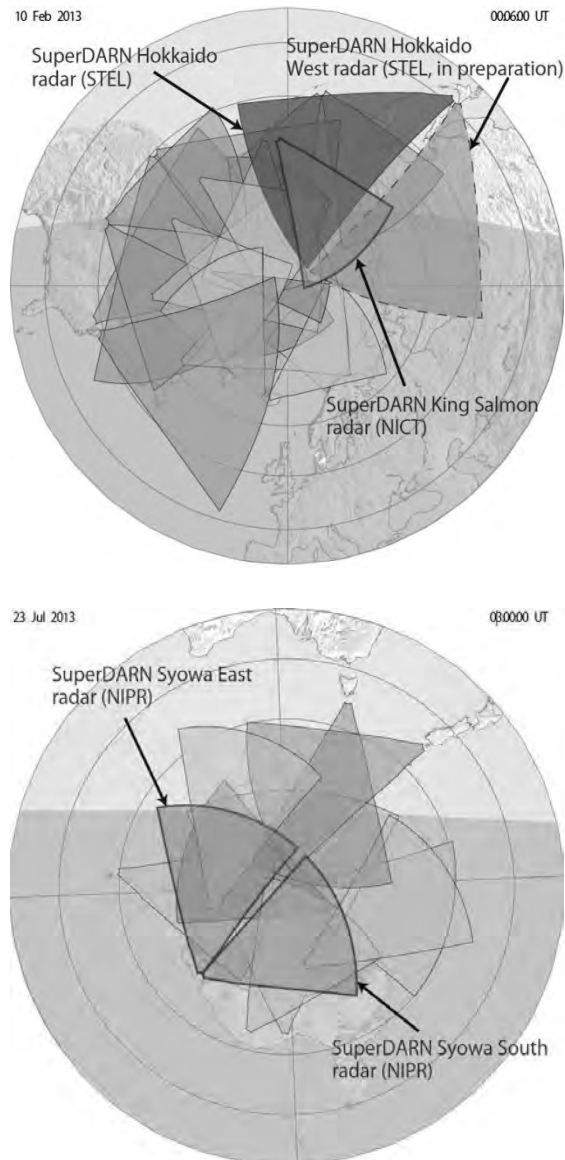 10 Feb 2013
00:06:00 UT
SuperDARN Hokkaido
radar (STEL)
SuperDARN Hokkaido
West radar (STEL, in preparation)
SuperDARN King Salmon
radar (NICT)
23 Jul 2013
03:00:00 UT
SuperDARN Syowa East
radar (NIPR)
SuperDARN Syowa South
radar (NIPR)